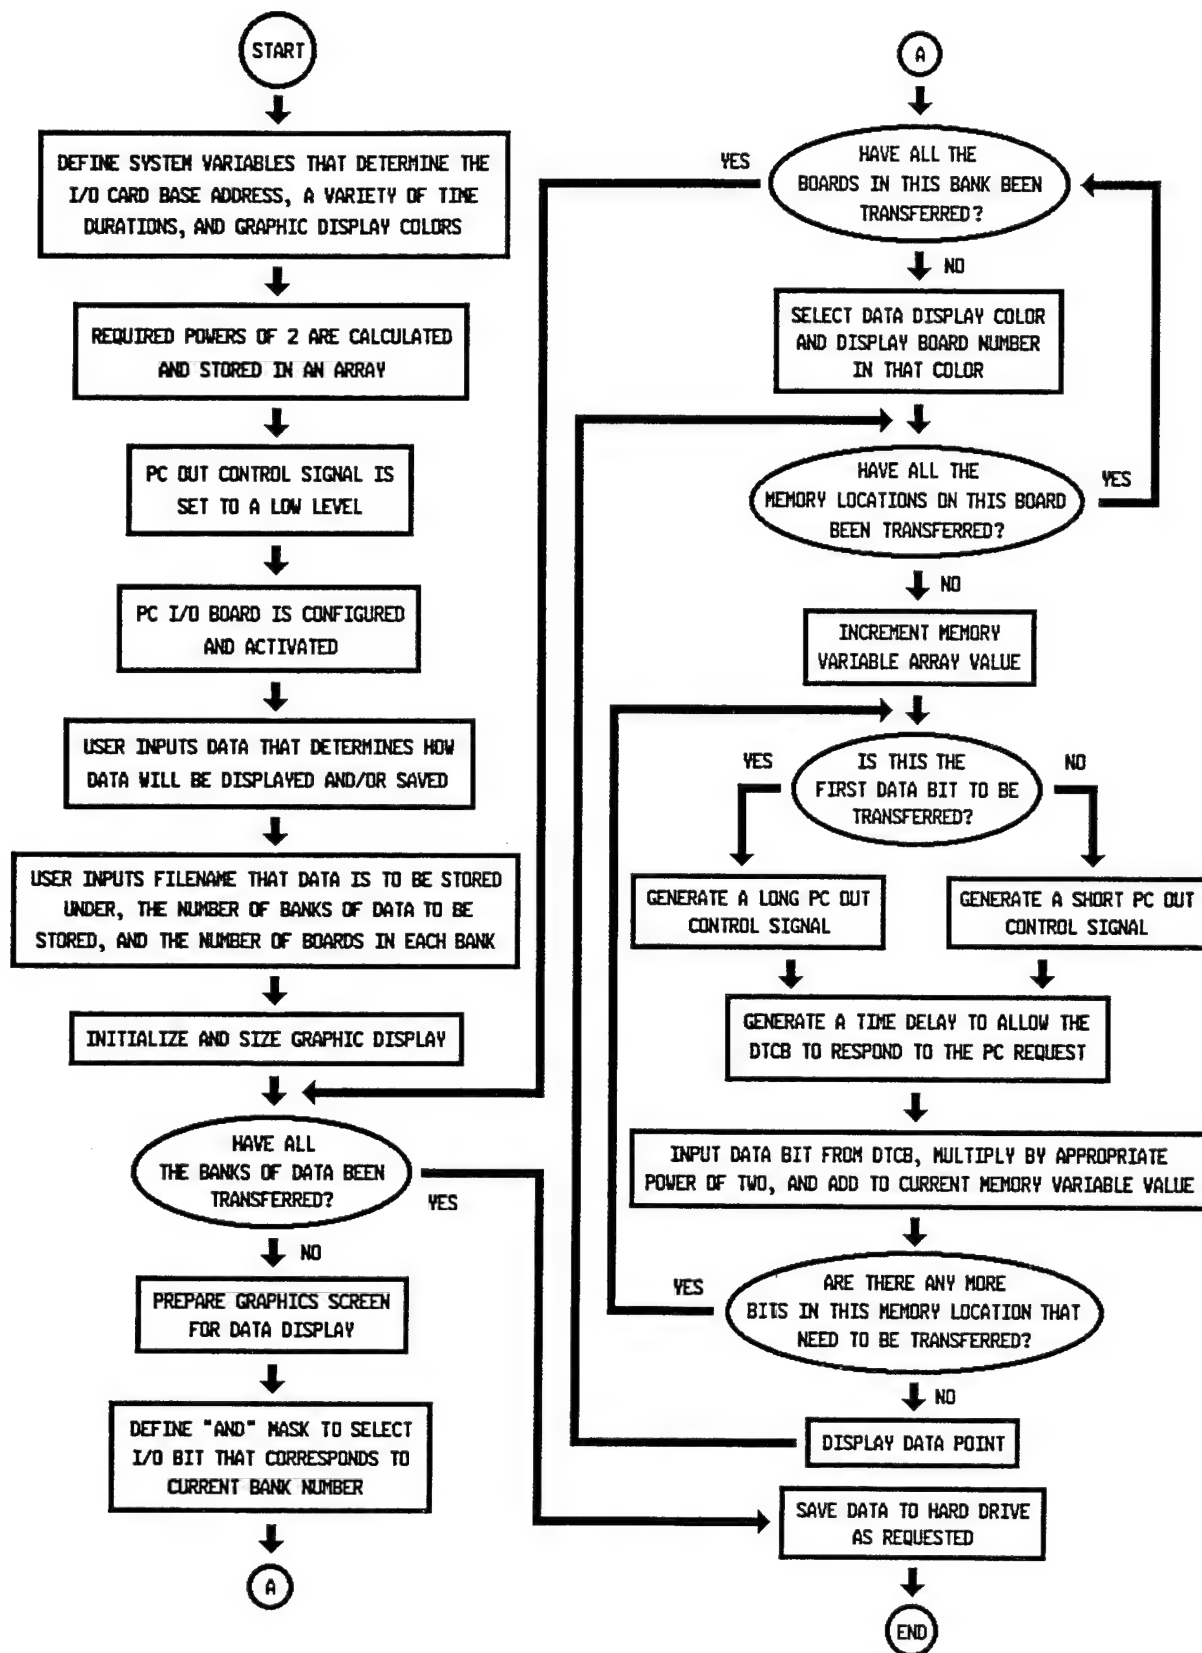 START
DEFINE SYSTEM VARIABLES THAT DETERMINE THE
I/O CARD BASE ADDRESS, A VARIETY OF TIME
DURATIONS, AND GRAPHIC DISPLAY COLORS
REQUIRED POWERS OF 2 ARE CALCULATED
AND STORED IN AN ARRAY
PC OUT CONTROL SIGNAL IS
SET TO A LOW LEVEL
PC I/O BOARD IS CONFIGURED
AND ACTIVATED
USER INPUTS DATA THAT DETERMINES HOW
DATA WILL BE DISPLAYED AND/OR SAVED
USER INPUTS FILENAME THAT DATA IS TO BE STORED
UNDER, THE NUMBER OF BANKS OF DATA TO BE
STORED, AND THE NUMBER OF BOARDS IN EACH BANK
INITIALIZE AND SIZE GRAPHIC DISPLAY
HAVE ALL
THE BANKS OF DATA BEEN
TRANSFERRED?
YES
NO
PREPARE GRAPHICS SCREEN
FOR DATA DISPLAY
DEFINE "AND" MASK TO SELECT
I/O BIT THAT CORRESPONDS TO
CURRENT BANK NUMBER
A
A
YES
HAVE ALL THE
BOARDS IN THIS BANK BEEN
TRANSFERRED?
NO
SELECT DATA DISPLAY COLOR
AND DISPLAY BOARD NUMBER
IN THAT COLOR
HAVE ALL THE
MEMORY LOCATIONS ON THIS BOARD
BEEN TRANSFERRED?
YES
NO
INCREMENT MEMORY
VARIABLE ARRAY VALUE
YES
IS THIS THE
FIRST DATA BIT TO BE
TRANSFERRED?
NO
GENERATE A LONG PC OUT
CONTROL SIGNAL
GENERATE A SHORT PC OUT
CONTROL SIGNAL
GENERATE A TIME DELAY TO ALLOW THE
DTCB TO RESPOND TO THE PC REQUEST
INPUT DATA BIT FROM DTCB, MULTIPLY BY APPROPRIATE
POWER OF TWO, AND ADD TO CURRENT MEMORY VARIABLE VALUE
YES
ARE THERE ANY MORE
BITS IN THIS MEMORY LOCATION THAT
NEED TO BE TRANSFERRED?
NO
DISPLAY DATA POINT
SAVE DATA TO HARD DRIVE
AS REQUESTED
END